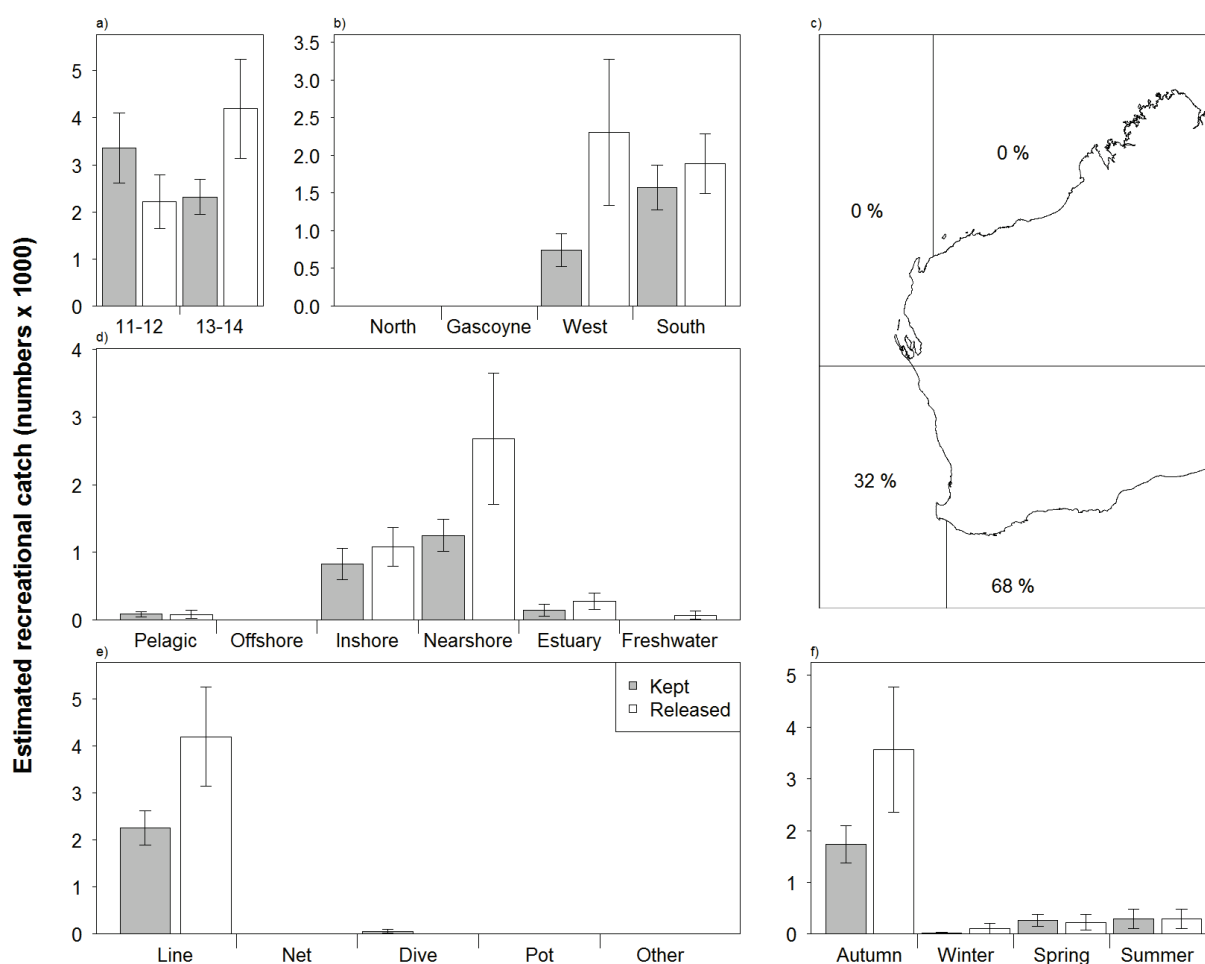 Estimated recreational catch (numbers x 1000)
a)
5
4
3
2
1
0
11-12 13-14
b)
3.5
3.0
2.5
2.0
1.5
1.0
0.5
0.0
North Gascoyne West South
c)
0 %
0 %
32 %
68 %
d)
4
3
2
1
0
Pelagic Offshore Inshore Nearshore Estuary Freshwater
e)
5
4
3
2
1
0
Kept
Released
Line Net Dive Pot Other
f)
5
4
3
2
1
0
Autumn Winter Spring Summer